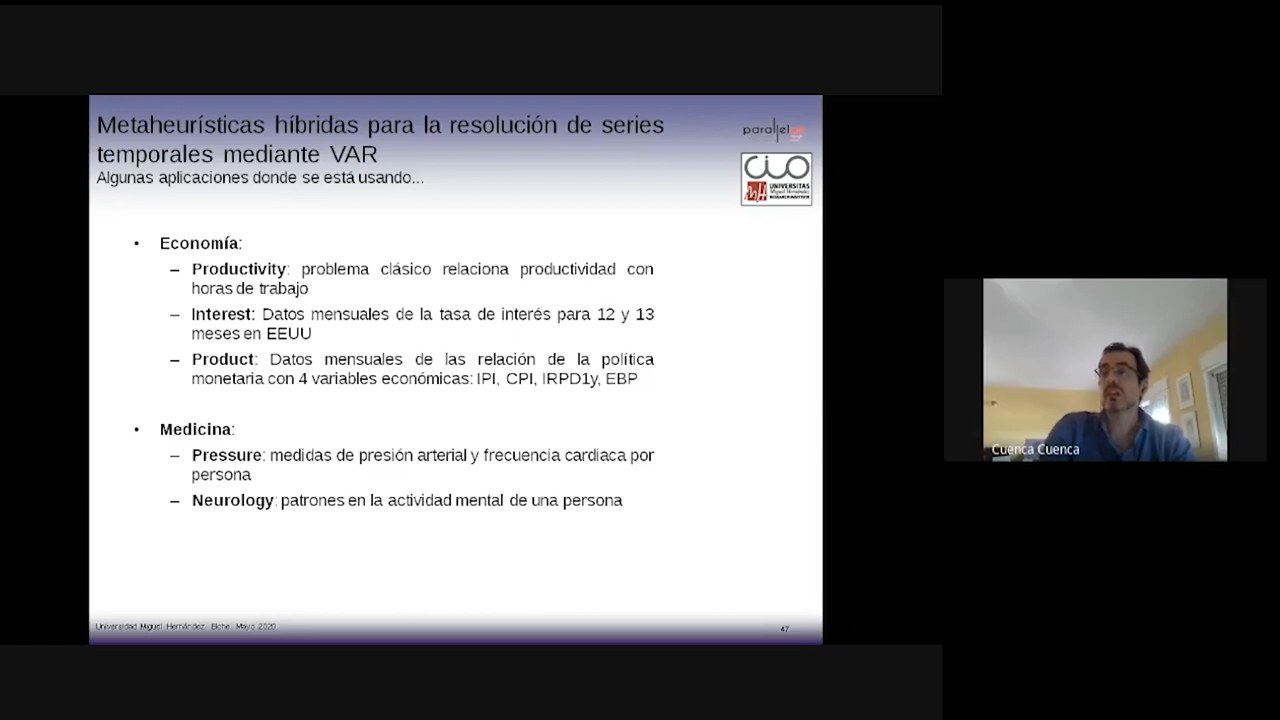 Metaheurísticas híbridas para la resolución de series
temporales mediante VAR
Algunas aplicaciones donde se está usando...
parallel
CIO
UNIVERSITAS
Miguel Hernández
RESEARCH INSTITUTE
• Economía:
– Productivity: problema clásico relaciona productividad con
horas de trabajo
– Interest: Datos mensuales de la tasa de interés para 12 y 13
meses en EEUU
– Product: Datos mensuales de las relación de la política
monetaria con 4 variables económicas: IPI, CPI, IRPD1y, EBP
• Medicina:
– Pressure: medidas de presión arterial y frecuencia cardiaca por
persona
– Neurology: patrones en la actividad mental de una persona
Universidad Miguel Hernández. Elche. Mayo 2020.
47
Cuenca Cuenca